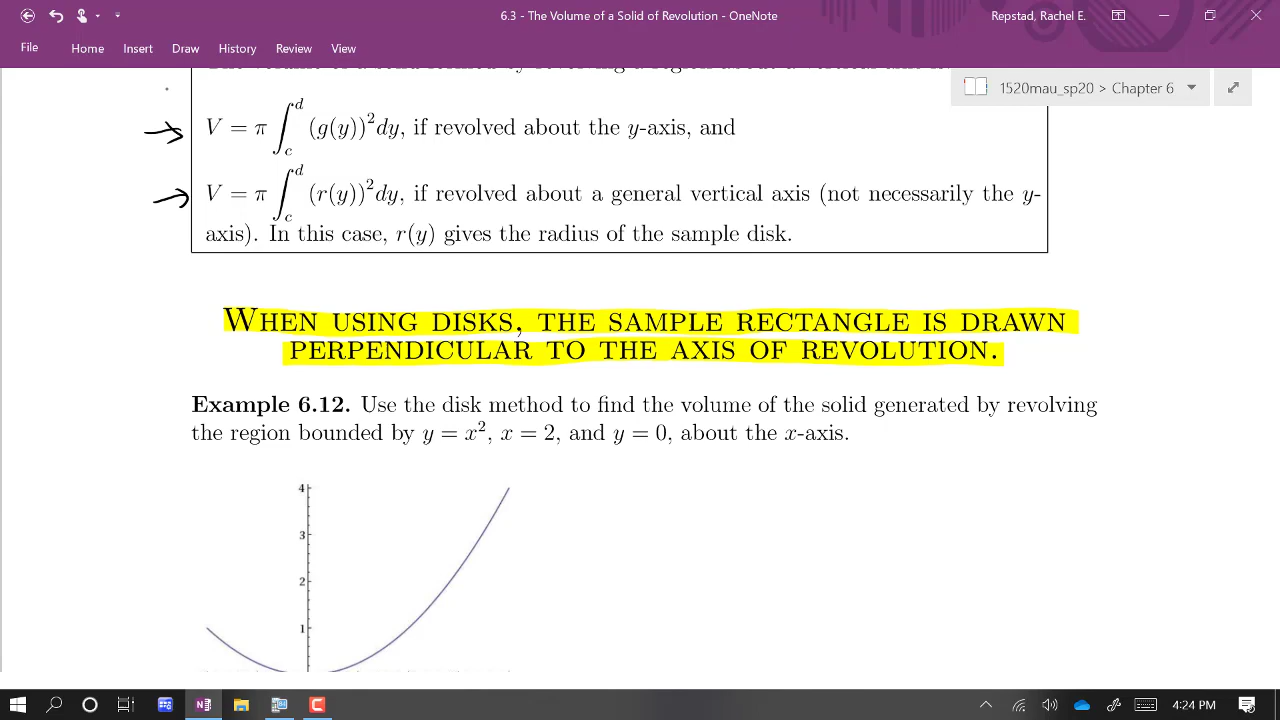 6.3 - The Volume of a Solid of Revolution - OneNote
Repstad, Rachel E.
File Home Insert Draw History Review View
1520mau_sp20 > Chapter 6
V = π ∫_c^d (g(y))² dy, if revolved about the y-axis, and
V = π ∫_c^d (r(y))² dy, if revolved about a general vertical axis (not necessarily the y-
axis). In this case, r(y) gives the radius of the sample disk.
WHEN USING DISKS, THE SAMPLE RECTANGLE IS DRAWN
PERPENDICULAR TO THE AXIS OF REVOLUTION.
Example 6.12. Use the disk method to find the volume of the solid generated by revolving
the region bounded by y = x², x = 2, and y = 0, about the x-axis.
4
3
2
1
4:24 PM